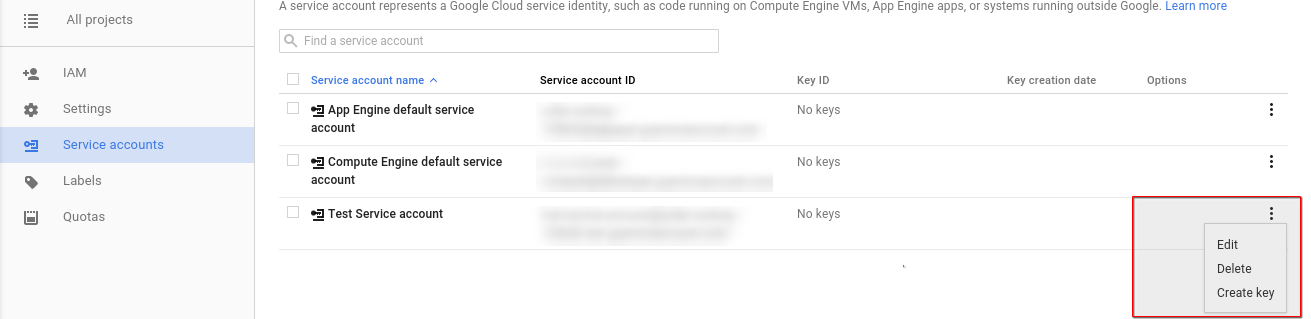 All projects
A service account represents a Google Cloud service identity, such as code running on Compute Engine VMs, App Engine apps, or systems running outside Google. Learn more
Find a service account
IAM
Settings
Service accounts
Labels
Quotas
Service account name Service account ID Key ID Key creation date Options
App Engine default service No keys
account
Compute Engine default service No keys
account
Test Service account No keys
Edit
Delete
Create key